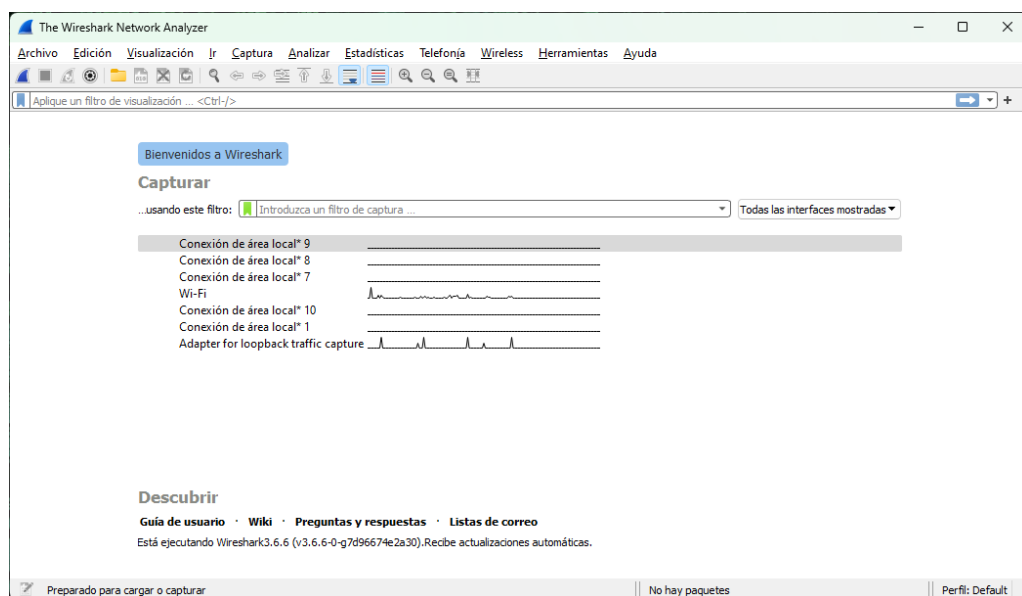 The Wireshark Network Analyzer
Archivo Edición Visualización Ir Captura Analizar Estadísticas Telefonía Wireless Herramientas Ayuda
Aplique un filtro de visualización ... <Ctrl-/>
Bienvenidos a Wireshark
Capturar
...usando este filtro: Introduzca un filtro de captura ... Todas las interfaces mostradas
Conexión de área local* 9
Conexión de área local* 8
Conexión de área local* 7
Wi-Fi
Conexión de área local* 10
Conexión de área local* 1
Adapter for loopback traffic capture
Descubrir
Guía de usuario · Wiki · Preguntas y respuestas · Listas de correo
Está ejecutando Wireshark3.6.6 (v3.6.6-0-g7d96674e2a30).Recibe actualizaciones automáticas.
Preparado para cargar o capturar No hay paquetes Perfil: Default